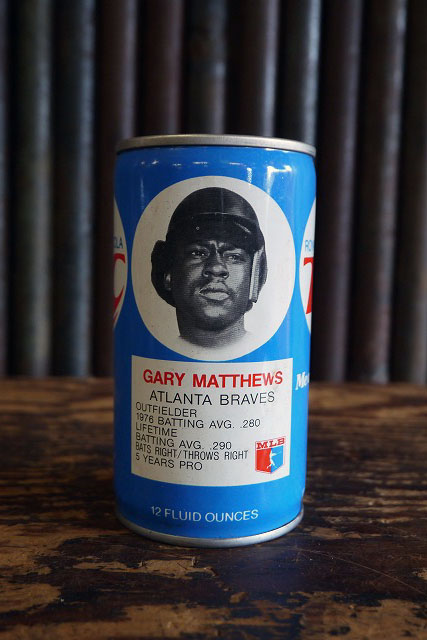 GARY MATTHEWS
ATLANTA BRAVES
OUTFIELDER
1976 BATTING AVG. .280
LIFETIME
BATTING AVG. .290
BATS RIGHT/THROWS RIGHT
5 YEARS PRO
MLB
12 FLUID OUNCES